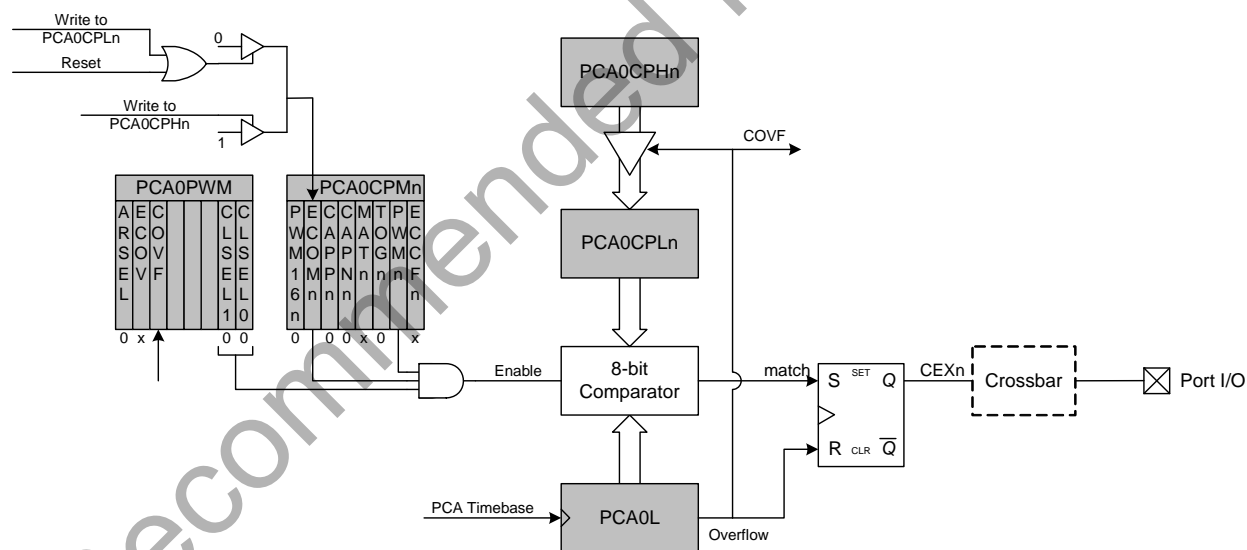 Write to
PCA0CPLn
Reset
0
Write to
PCA0CPHn
1
PCA0CPHn
COVF
PCA0PWM
ARSEL
ECOV
COVF
CLSEL1
CLSEL0
0 x 0 0
PCA0CPMn
PWM16n
ECOMn
CAPPn
CAPNn
MATn
TOGn
PWMn
ECCFn
0 0 0 x 0 x
PCA0CPLn
Enable
8-bit
Comparator
match
S SET Q
R CLR Q
CEXn
Crossbar
Port I/O
PCA Timebase
PCA0L
Overflow
ecommended